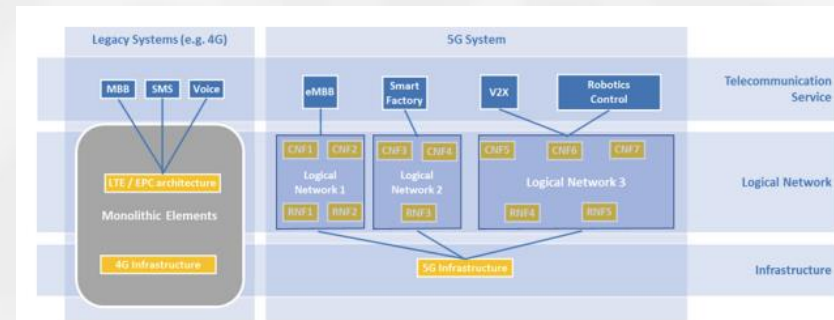 Legacy Systems (e.g. 4G)
5G System
MBB
SMS
Voice
eMBB
Smart
Factory
V2X
Robotics
Control
Telecommunication
Service
CNF1
CNF2
CNF3
CNF4
CNF5
CNF6
CNF7
LTE / EPC architecture
Logical
Network 1
Logical
Network 2
Logical Network 3
Logical Network
Monolithic Elements
RNF1
RNF2
RNF3
RNF4
RNF5
4G Infrastructure
5G Infrastructure
Infrastructure